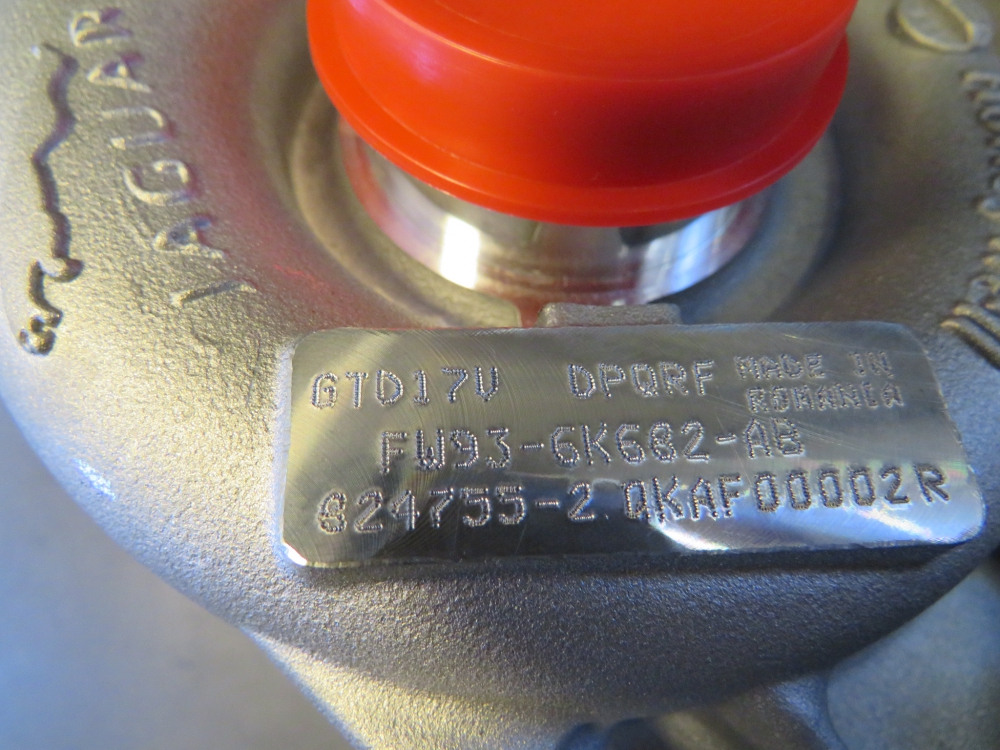 JAGUAR
GTD17V DPQRF MADE IN
ROMANIA
FW93-6K682-AB
824755-2 QKAF00002R